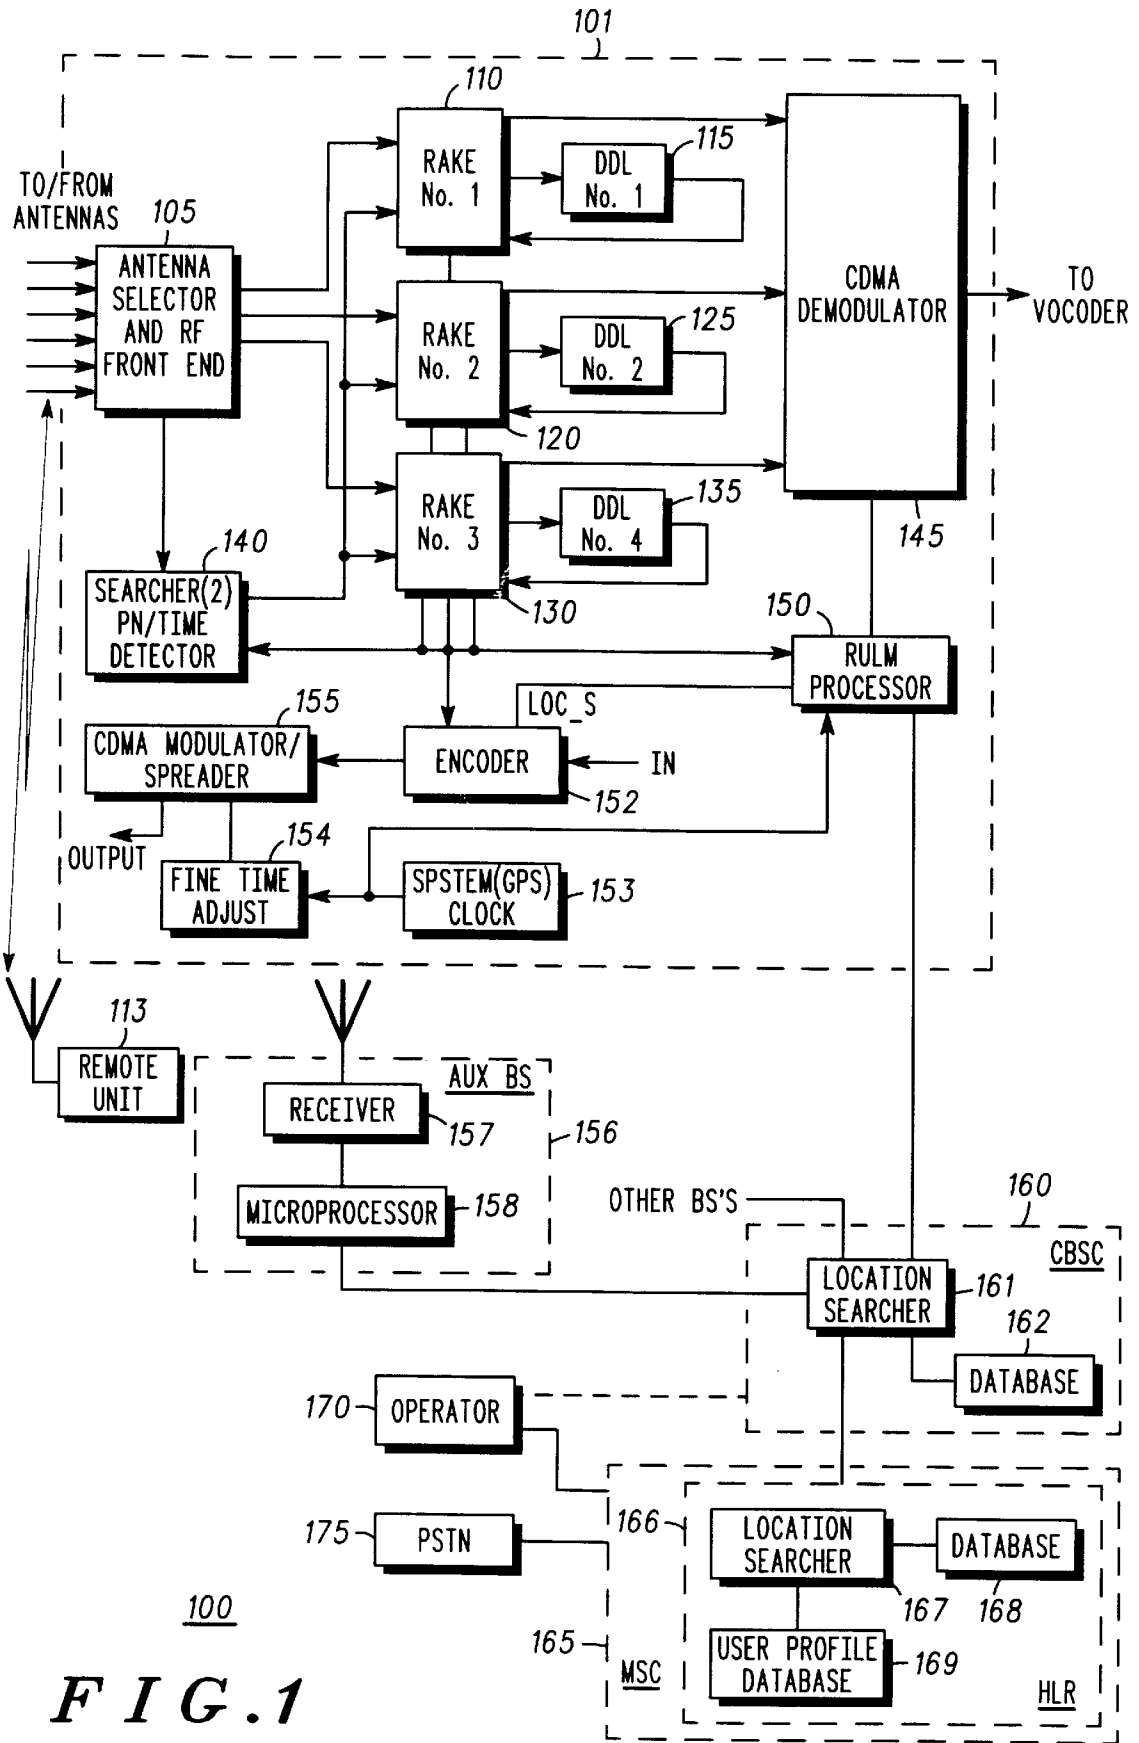 101
110
RAKE
No. 1
DDL
No. 1
115
TO/FROM
ANTENNAS
105
ANTENNA
SELECTOR
AND RF
FRONT END
CDMA
DEMODULATOR
TO
VOCODER
RAKE
No. 2
DDL
No. 2
125
120
RAKE
No. 3
DDL
No. 4
135
145
140
SEARCHER(2)
PN/TIME
DETECTOR
130
150
RULM
PROCESSOR
LOC_S
155
CDMA MODULATOR/
SPREADER
ENCODER
IN
152
OUTPUT
154
FINE TIME
ADJUST
SPSTEM(GPS)
CLOCK
153
113
REMOTE
UNIT
AUX BS
RECEIVER
157
156
MICROPROCESSOR
158
OTHER BS'S
160
CBSC
LOCATION
SEARCHER
161
162
DATABASE
170
OPERATOR
175
PSTN
166
LOCATION
SEARCHER
DATABASE
167
168
165
MSC
USER PROFILE
DATABASE
169
HLR
100
FIG.1